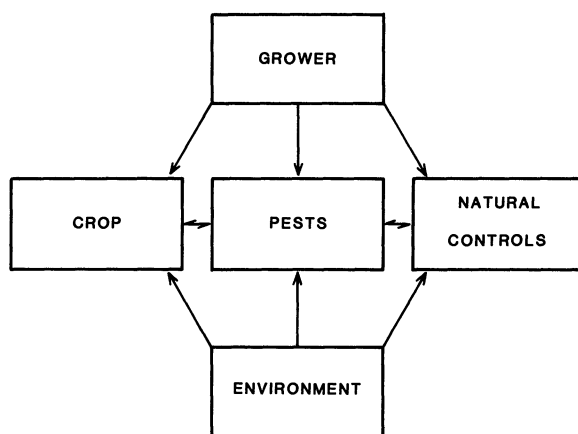 GROWER
CROP
PESTS
NATURAL
CONTROLS
ENVIRONMENT